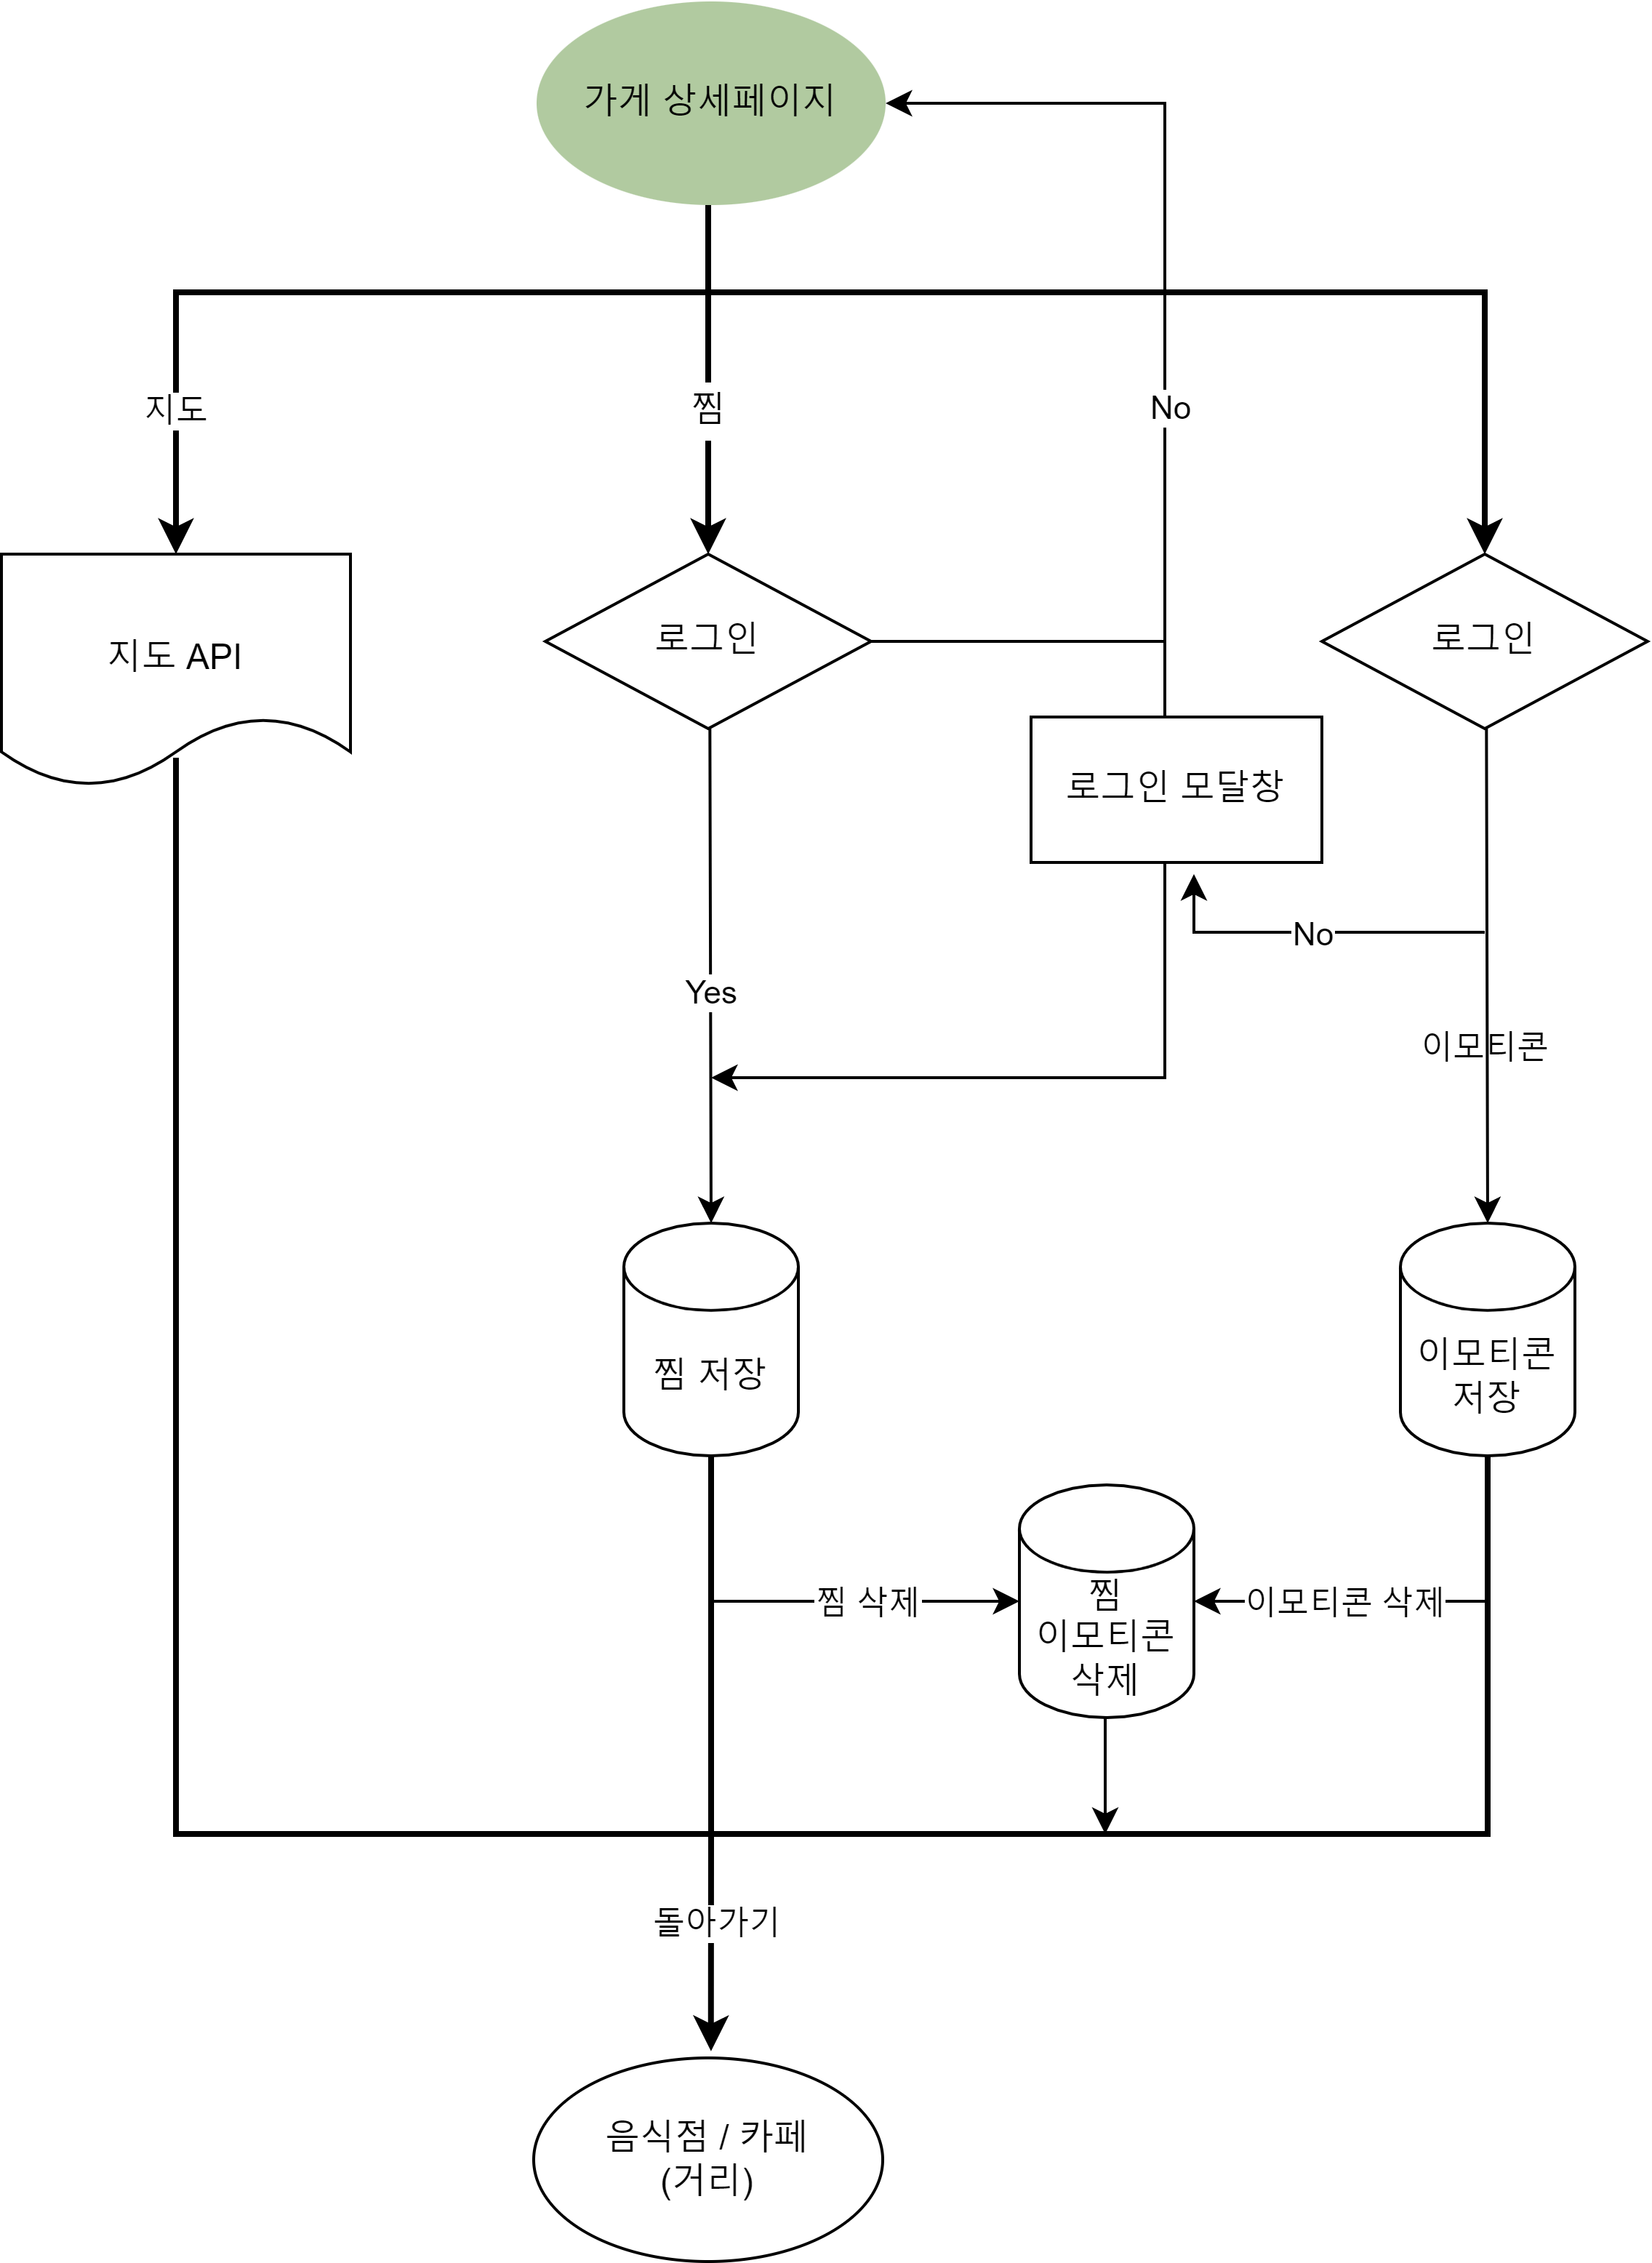 가게 상세페이지
지도
찜
No
지도 API
로그인
로그인
로그인 모달창
No
Yes
이모티콘
찜 저장
이모티콘
저장
찜 삭제
찜
이모티콘
삭제
이모티콘 삭제
돌아가기
음식점 / 카페
(거리)